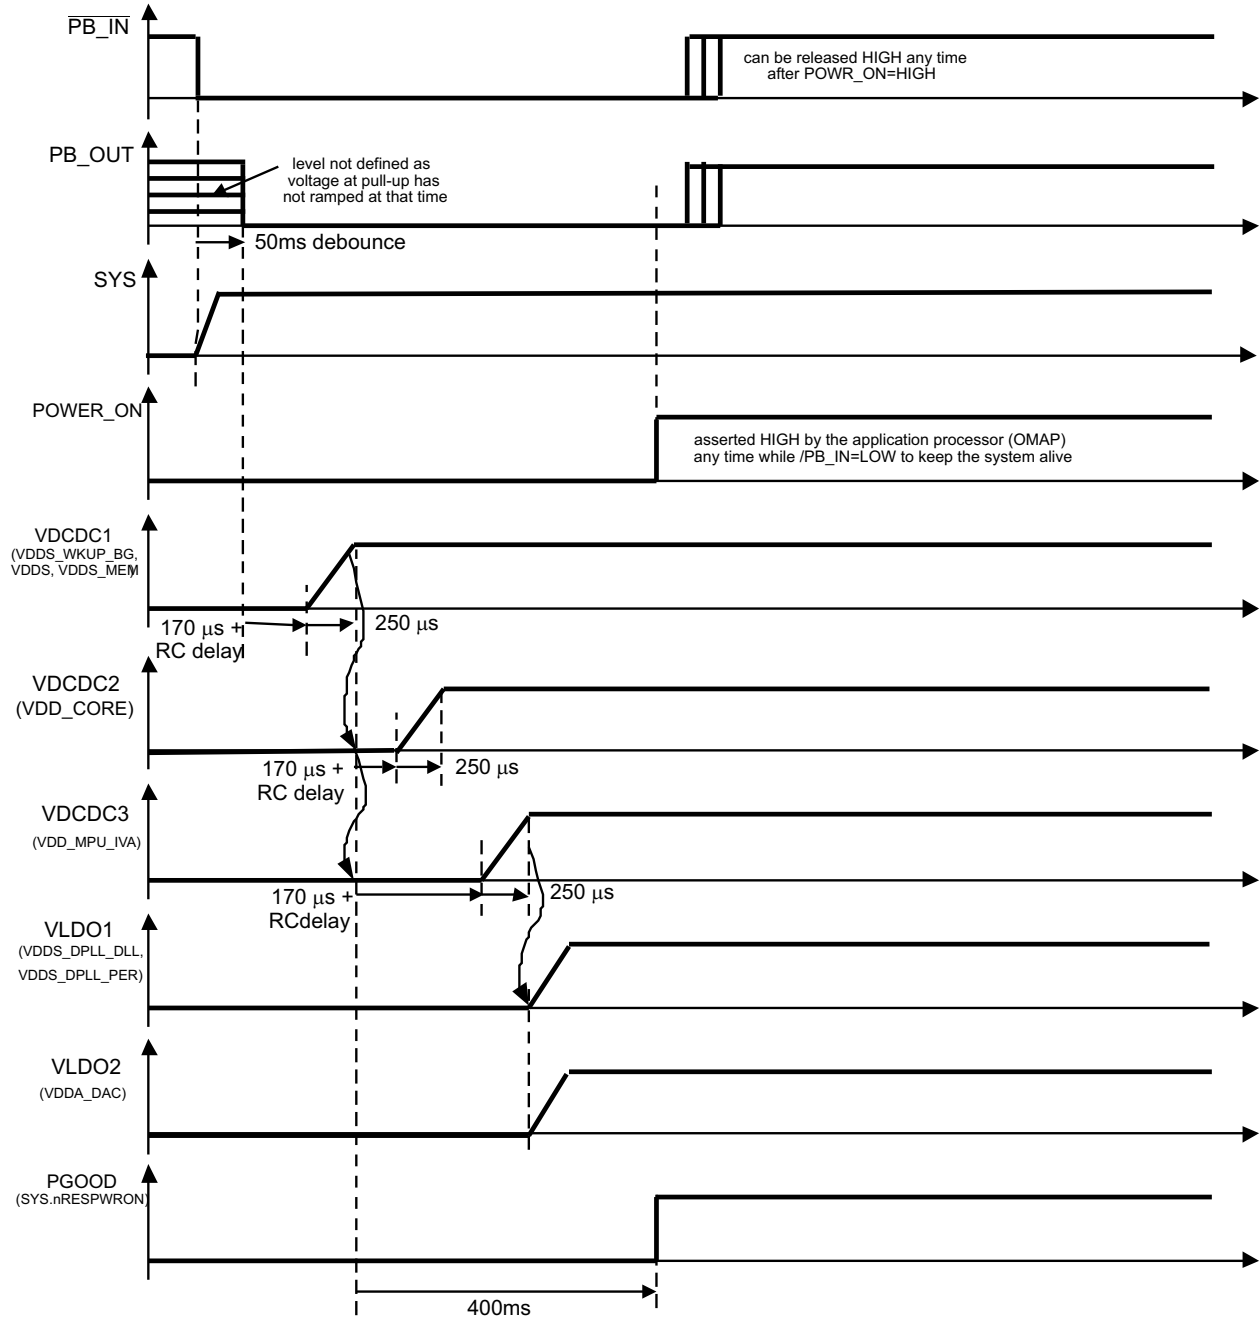 PB_IN
can be released HIGH any time
after POWR_ON=HIGH
PB_OUT
level not defined as
voltage at pull-up has
not ramped at that time
50ms debounce
SYS
POWER_ON
asserted HIGH by the application processor (OMAP)
any time while /PB_IN=LOW to keep the system alive
VDCDC1
(VDDS_WKUP_BG,
VDDS, VDDS_MEM)
170 μs +
RC delay
250 μs
VDCDC2
(VDD_CORE)
170 μs +
RC delay
250 μs
VDCDC3
(VDD_MPU_IVA)
170 μs +
RCdelay
250 μs
VLDO1
(VDDS_DPLL_DLL,
VDDS_DPLL_PER)
VLDO2
(VDDA_DAC)
PGOOD
(SYS.nRESPWRON)
400ms